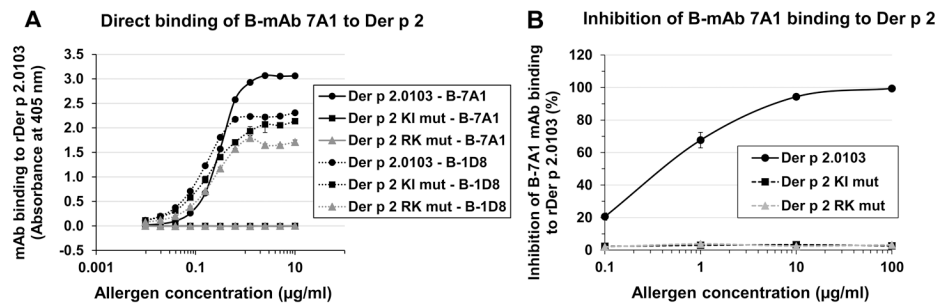 A
Direct binding of B-mAb 7A1 to Der p 2
mAb binding to rDer p 2.0103
(Absorbance at 405 nm)
3.5
3.0
2.5
2.0
1.5
1.0
0.5
0.0
-0.5
0.001
0.1
10
Allergen concentration (µg/ml)
Der p 2.0103 - B-7A1
Der p 2 KI mut - B-7A1
Der p 2 RK mut - B-7A1
Der p 2.0103 - B-1D8
Der p 2 KI mut - B-1D8
Der p 2 RK mut - B-1D8
B
Inhibition of B-mAb 7A1 binding to Der p 2
Inhibition of B-7A1 mAb binding
to rDer p 2.0103 (%)
120
100
80
60
40
20
0
0.1
1
10
100
Allergen concentration (µg/ml)
Der p 2.0103
Der p 2 KI mut
Der p 2 RK mut